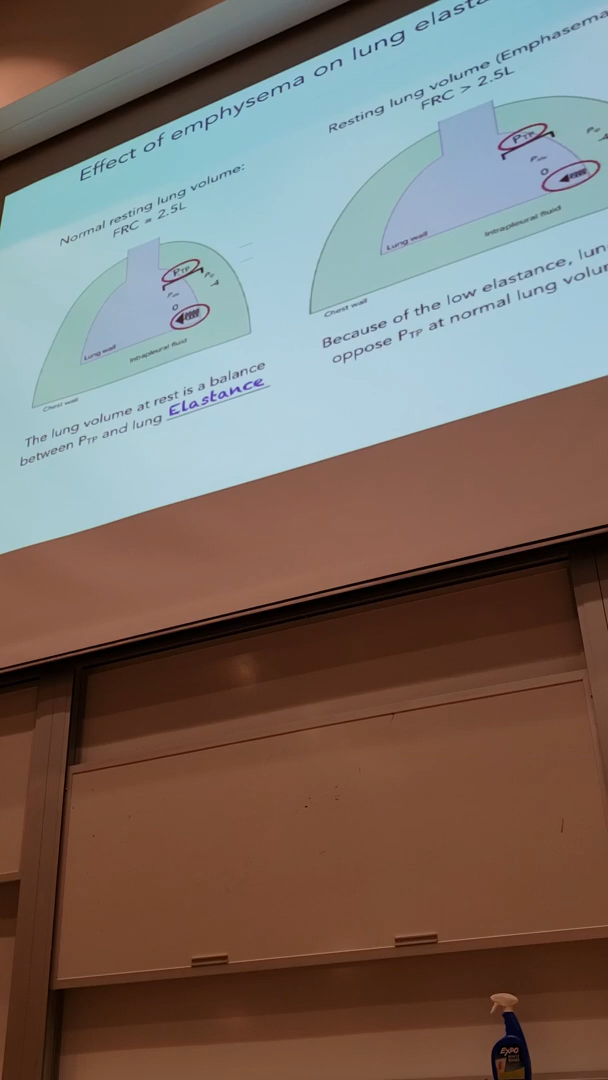 Effect of emphysema on lung elasta
Normal resting lung volume:
FRC = 2.5L
PTP
0
Lung wall
Intrapleural fluid
Chest wall
The lung volume at rest is a balance
between PTP and lung Elastance
Resting lung volume (Emphasema
FRC > 2.5L
PTP
0
Lung wall
Intrapleural fluid
Chest wall
Because of the low elastance, lun
oppose PTP at normal lung volu
EXPO